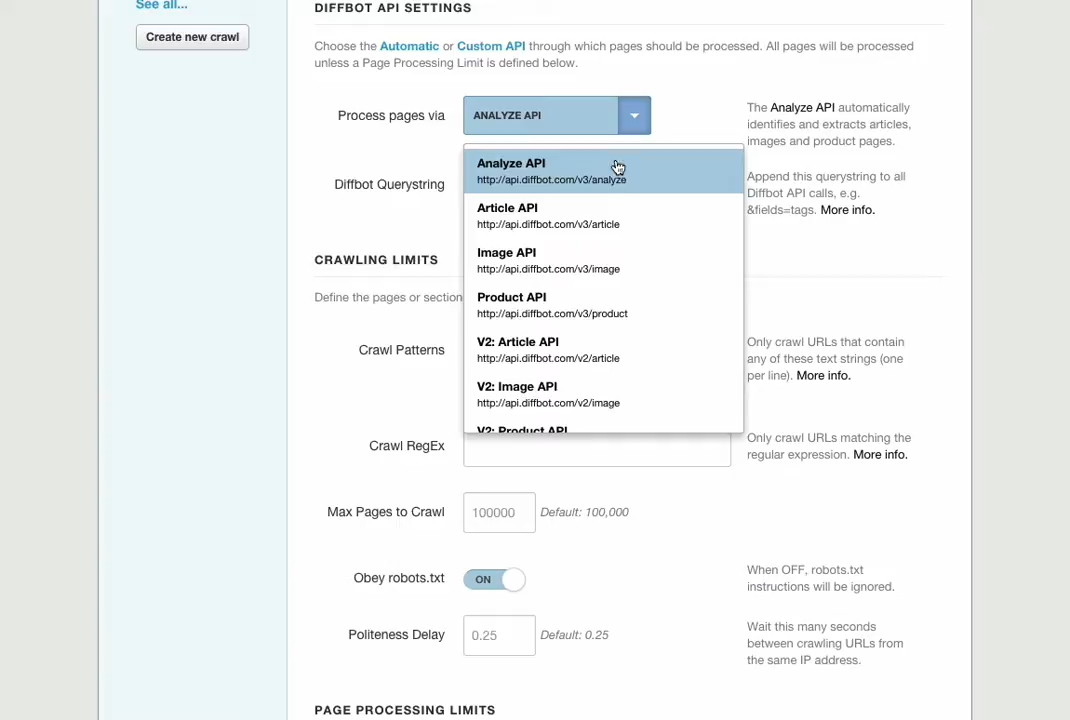 See all...
Create new crawl
DIFFBOT API SETTINGS
Choose the Automatic or Custom API through which pages should be processed. All pages will be processed
unless a Page Processing Limit is defined below.
Process pages via
ANALYZE API
The Analyze API automatically
identifies and extracts articles,
images and product pages.
Analyze API
http://api.diffbot.com/v3/analyze
Diffbot Querystring
Append this querystring to all
Diffbot API calls, e.g.
&fields=tags. More info.
Article API
http://api.diffbot.com/v3/article
Image API
http://api.diffbot.com/v3/image
Product API
http://api.diffbot.com/v3/product
V2: Article API
http://api.diffbot.com/v2/article
V2: Image API
http://api.diffbot.com/v2/image
V2: Product API
CRAWLING LIMITS
Define the pages or section
Crawl Patterns
Only crawl URLs that contain
any of these text strings (one
per line). More info.
Crawl RegEx
Only crawl URLs matching the
regular expression. More info.
Max Pages to Crawl
100000
Default: 100,000
Obey robots.txt
ON
When OFF, robots.txt
instructions will be ignored.
Politeness Delay
0.25
Default: 0.25
Wait this many seconds
between crawling URLs from
the same IP address.
PAGE PROCESSING LIMITS